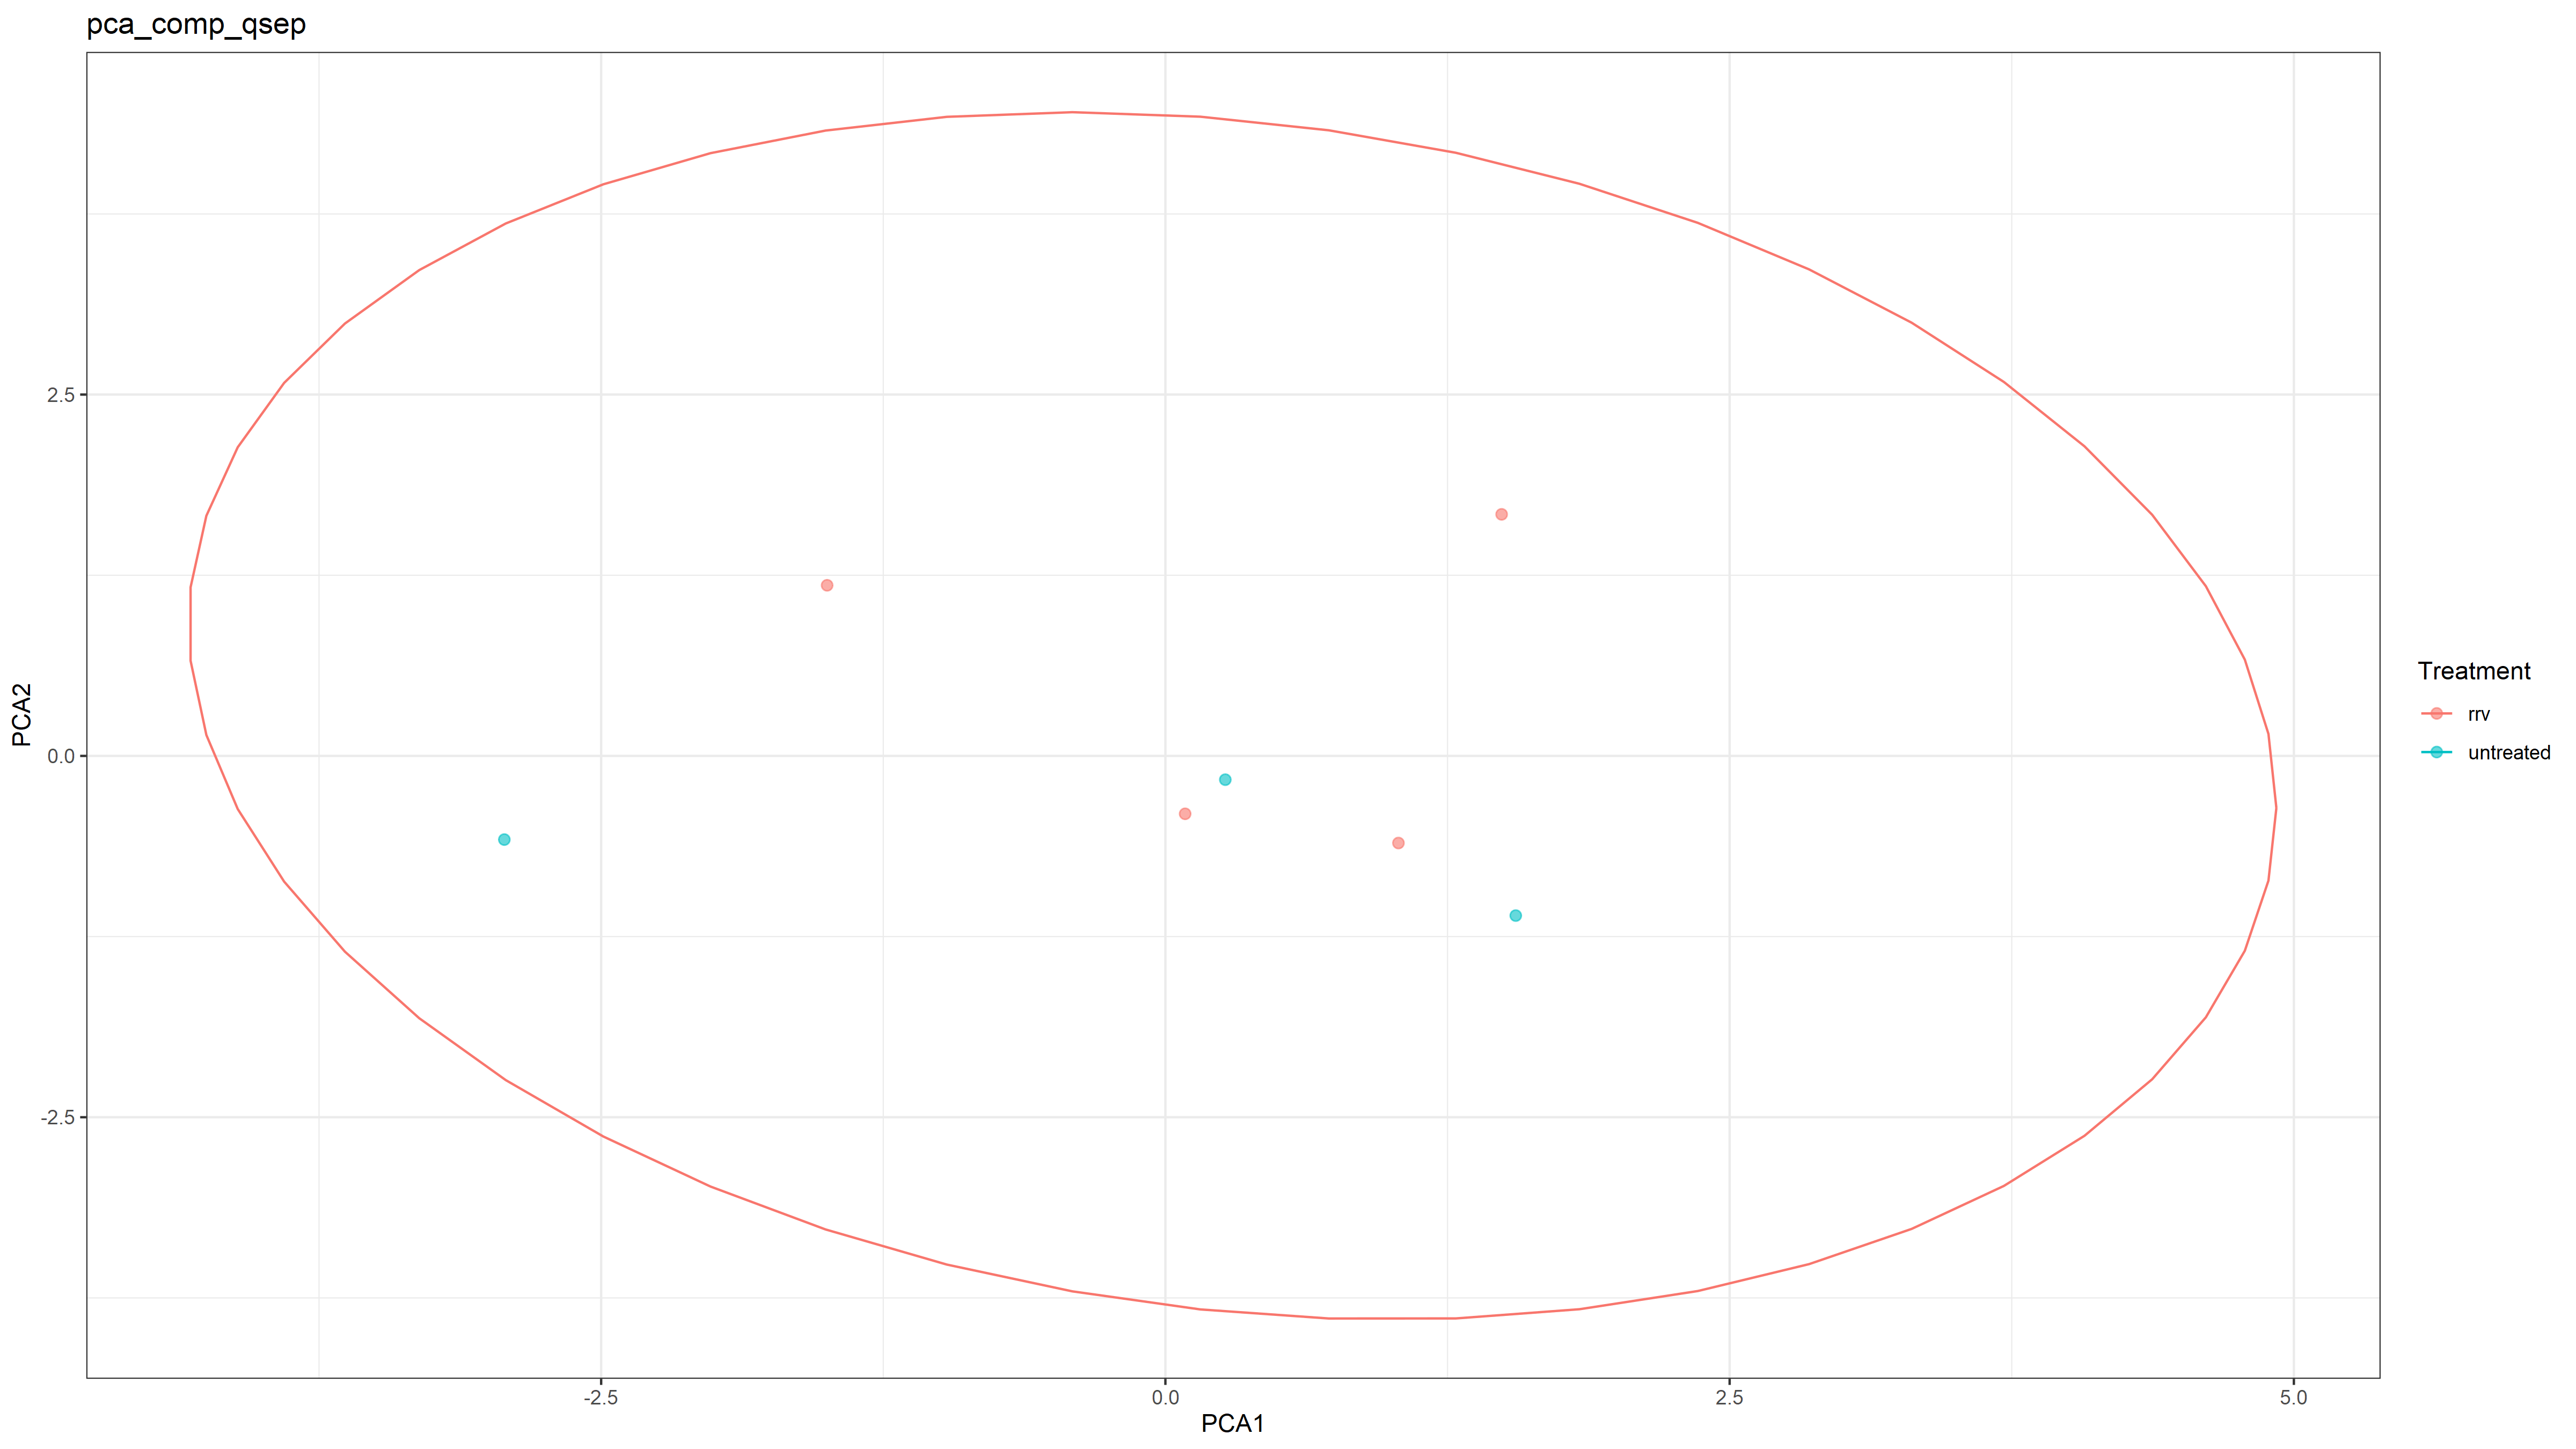 pca_comp_qsep
2.5
0.0
-2.5
PCA2
-2.5
0.0
2.5
5.0
PCA1
Treatment
rrv
untreated